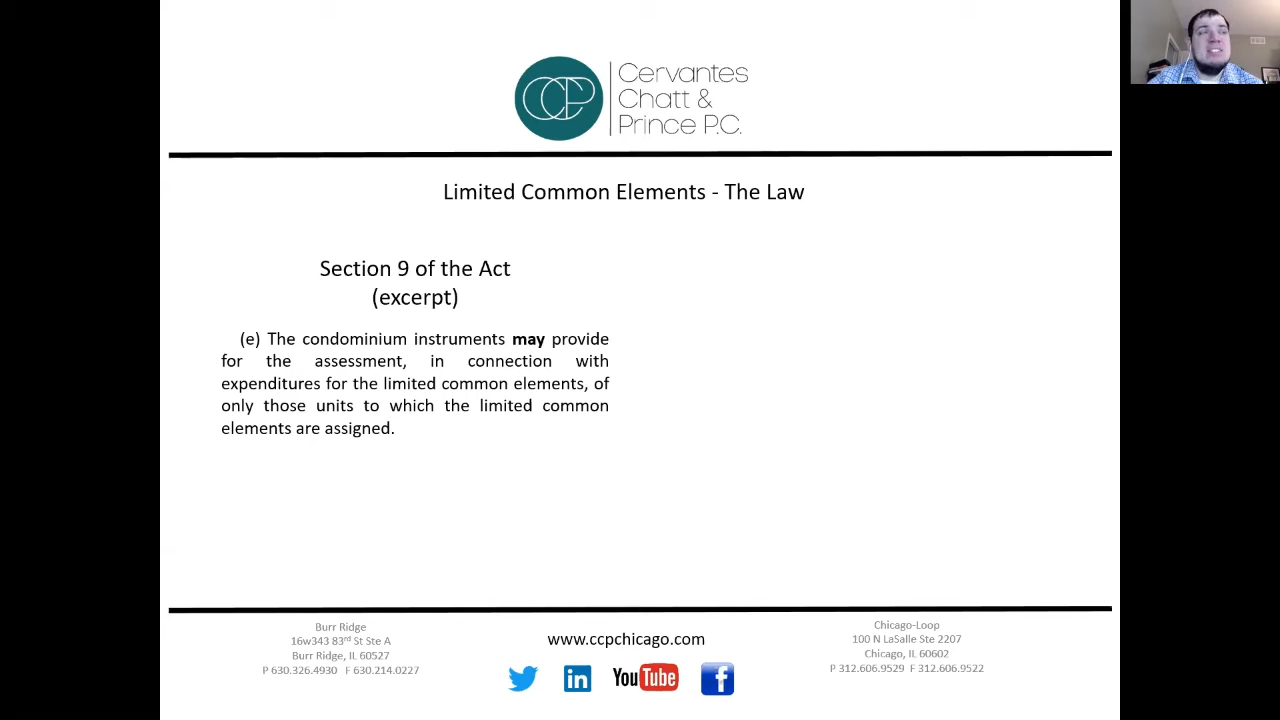 CCP
Cervantes
Chatt &
Prince P.C.
Limited Common Elements - The Law
Section 9 of the Act
(excerpt)
(e) The condominium instruments may provide
for the assessment, in connection with
expenditures for the limited common elements, of
only those units to which the limited common
elements are assigned.
Burr Ridge
16w343 83rd St Ste A
Burr Ridge, IL 60527
P 630.326.4930 F 630.214.0227
www.ccpchicago.com
in
YouTube
f
Chicago-Loop
100 N LaSalle Ste 2207
Chicago, IL 60602
P 312.606.9529 F 312.606.9522